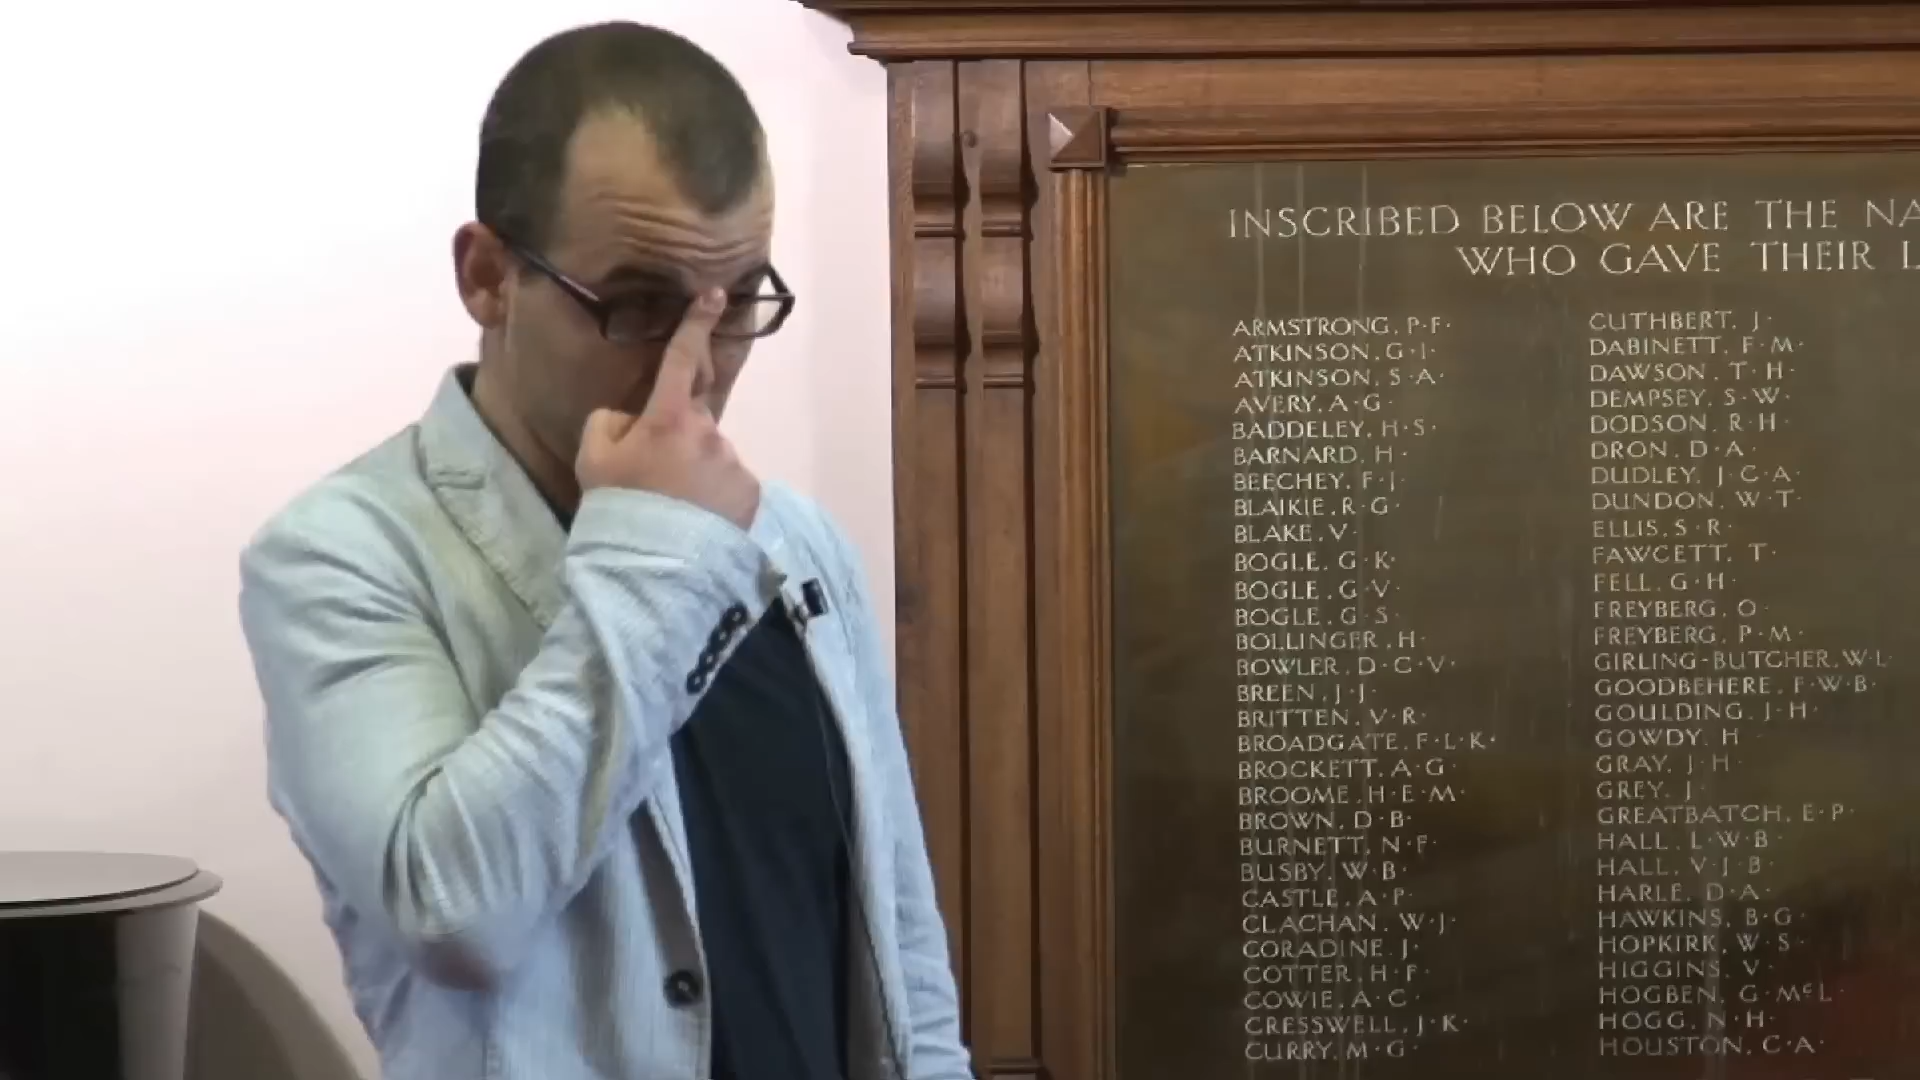 INSCRIBED BELOW ARE THE NA
WHO GAVE THEIR L
ARMSTRONG, P·F·
ATKINSON, G·I·
ATKINSON, S·A·
AVERY, A·G·
BADDELEY, H·S·
BARNARD, H·
BEECHEY, F·J·
BLAIKIE, R·G·
BLAKE, V·
BOGLE, G·K·
BOGLE, G·V·
BOGLE, G·S·
BOLLINGER, H·
BOWLER, D·G·V·
BREEN, J·J·
BRITTEN, V·R·
BROADGATE, F·L·K·
BROCKETT, A·G·
BROOME, H·E·M·
BROWN, D·B·
BURNETT, N·F·
BUSBY, W·B·
CASTLE, A·P·
CLACHAN, W·J·
CORADINE, J·
COTTER, H·F·
COWIE, A·C·
CRESSWELL, J·K·
CURRY, M·G·
CUTHBERT, J·
DABINETT, F·M·
DAWSON, T·H·
DEMPSEY, S·W·
DODSON, R·H·
DRON, D·A·
DUDLEY, J·C·A·
DUNDON, W·T·
ELLIS, S·R·
FAWCETT, T·
FELL, G·H·
FREYBERG, O·
FREYBERG, P·M·
GIRLING-BUTCHER, W·L·
GOODBEHERE, F·W·B·
GOULDING, J·H·
GOWDY, H·
GRAY, J·H·
GREY, J·
GREATBATCH, E·P·
HALL, L·W·B·
HALL, V·J·B·
HARLE, D·A·
HAWKINS, B·G·
HOPKIRK, W·S·
HIGGINS, V·
HOGBEN, G·McL·
HOGG, N·H·
HOUSTON, C·A·